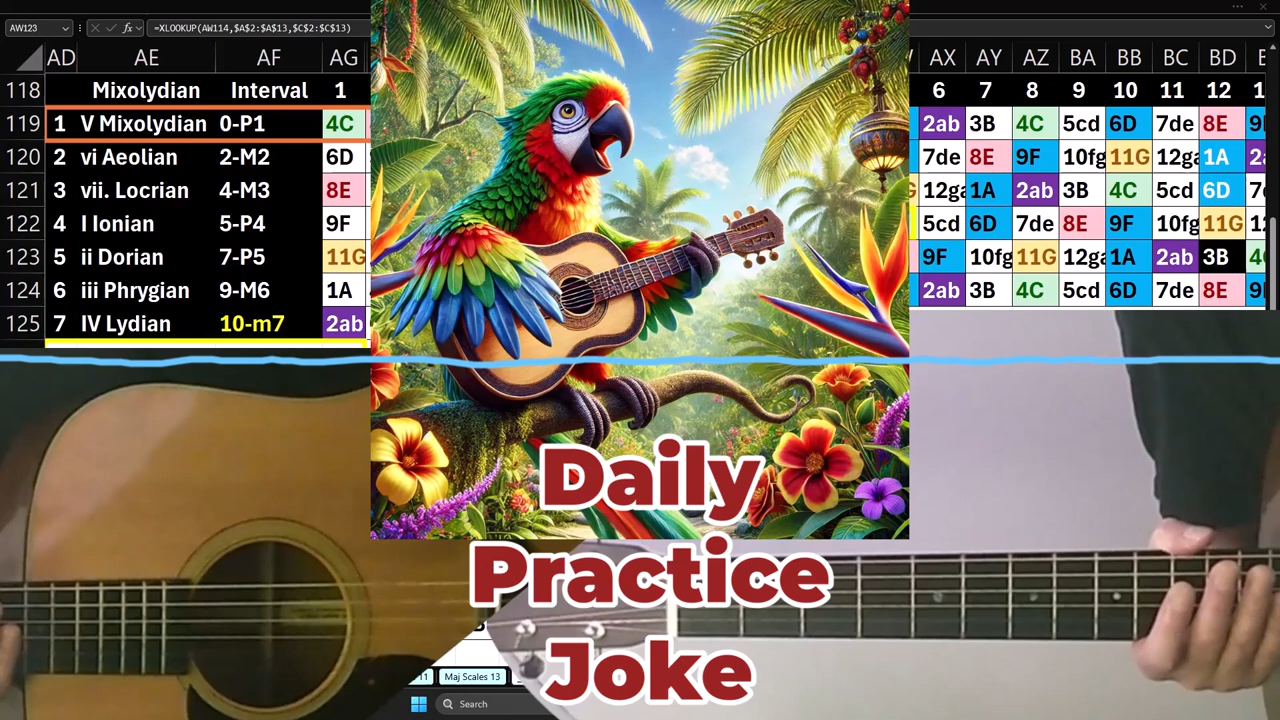 AW123 fx =XLOOKUP(AW114,$A$2:$A$13,$C$2:$C$13)
AD AE AF AG AX AY AZ BA BB BC BD
118 Mixolydian Interval 1 6 7 8 9 10 11 12
119 1 V Mixolydian 0-P1 4C 2ab 3B 4C 5cd 6D 7de 8E
120 2 vi Aeolian 2-M2 6D 7de 8E 9F 10fg 11G 12ga 1A
121 3 vii. Locrian 4-M3 8E 12ga 1A 2ab 3B 4C 5cd 6D
122 4 I Ionian 5-P4 9F 5cd 6D 7de 8E 9F 10fg 11G
123 5 ii Dorian 7-P5 11G 9F 10fg 11G 12ga 1A 2ab 3B
124 6 iii Phrygian 9-M6 1A 2ab 3B 4C 5cd 6D 7de 8E
125 7 IV Lydian 10-m7 2ab
Daily
Practice
Joke
11 Maj Scales 13
Search